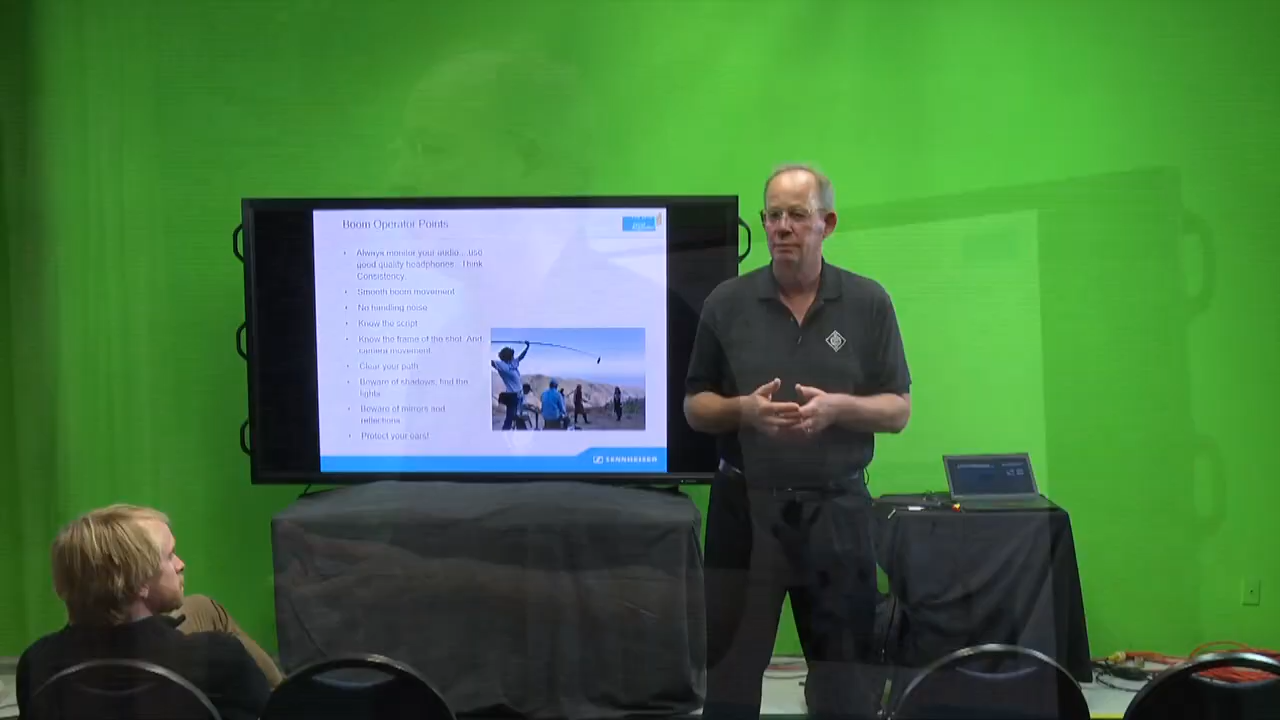 Boom Operator Points
Always monitor your audio....use
good quality headphones. Think
Consistency.
Smooth boom movement
No handling noise
Know the script
Know the frame of the shot. And
camera movement.
Clear your path
Beware of shadows, find the
lights
Beware of mirrors and
reflections
Protect your ears!
SENNHEISER